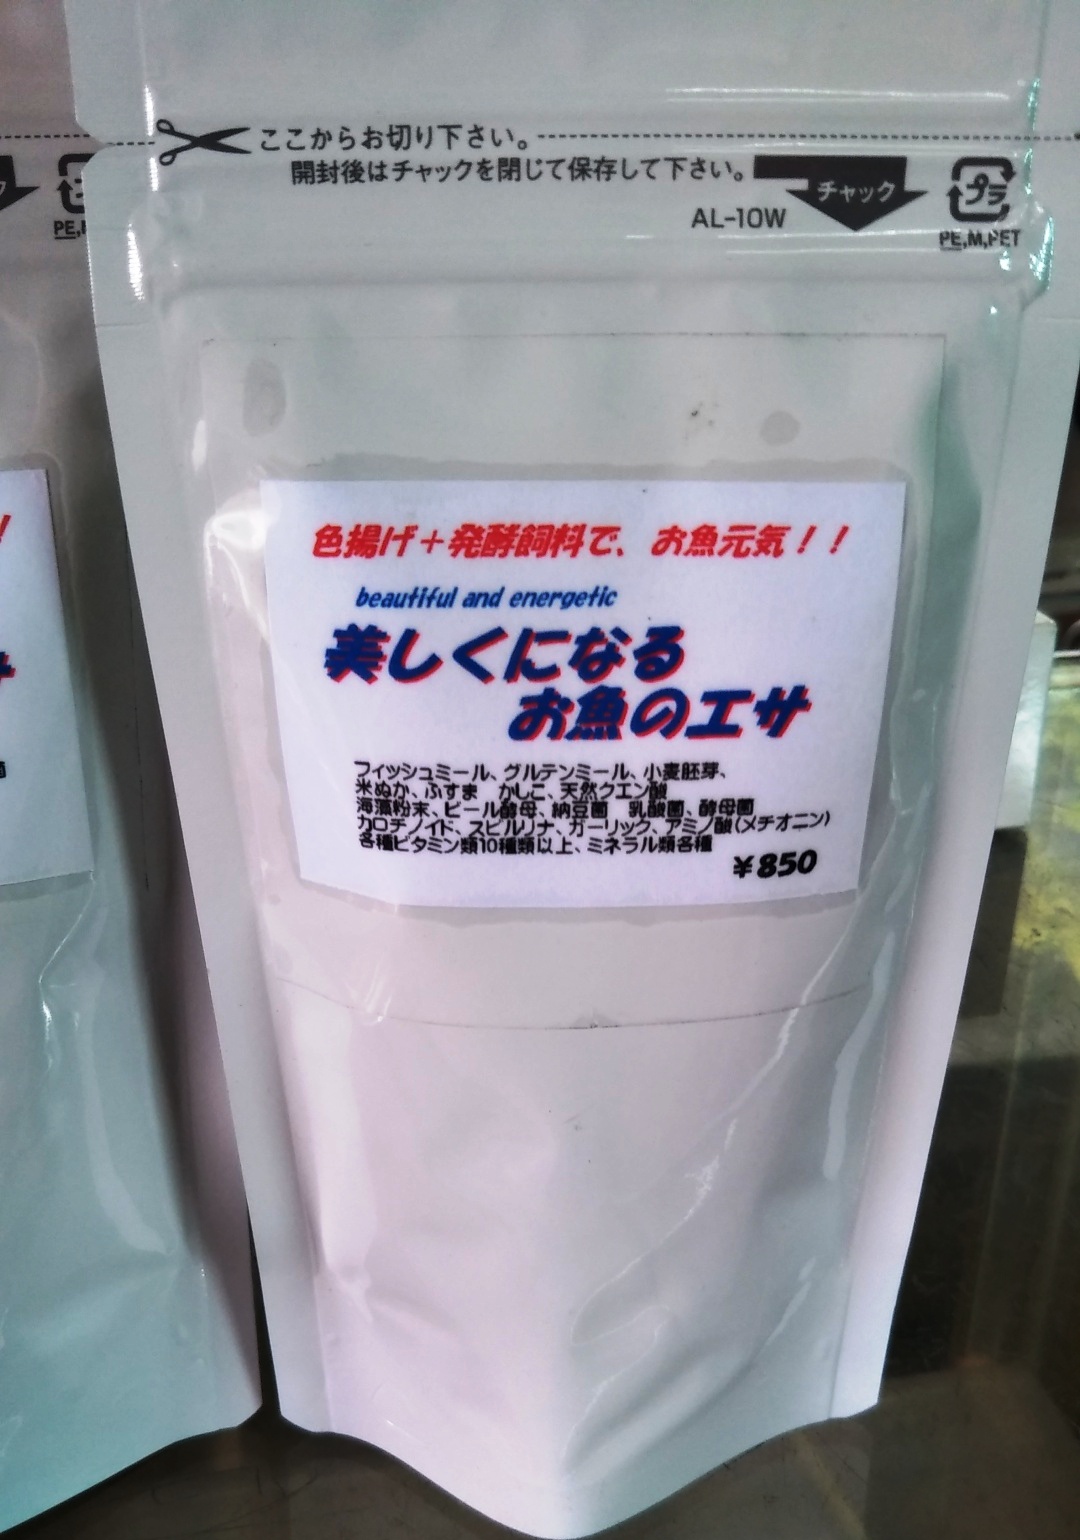 ここからお切り下さい。
開封後はチャックを閉じて保存して下さい。
チャック
AL-10W
プラ
PE,M,PET
色揚げ+発酵飼料で、お魚元気!!
beautiful and energetic
美しくになる
お魚のエサ
フィッシュミール、グルテンミール、小麦胚芽、
米ぬか、ふすま かしこ、天然クエン酸
海藻粉末、ビール酵母、納豆菌 乳酸菌、酵母菌
カロチノイド、スピルリナ、ガーリック、アミノ酸(メチオニン)
各種ビタミン類10種類以上、ミネラル類各種
¥850